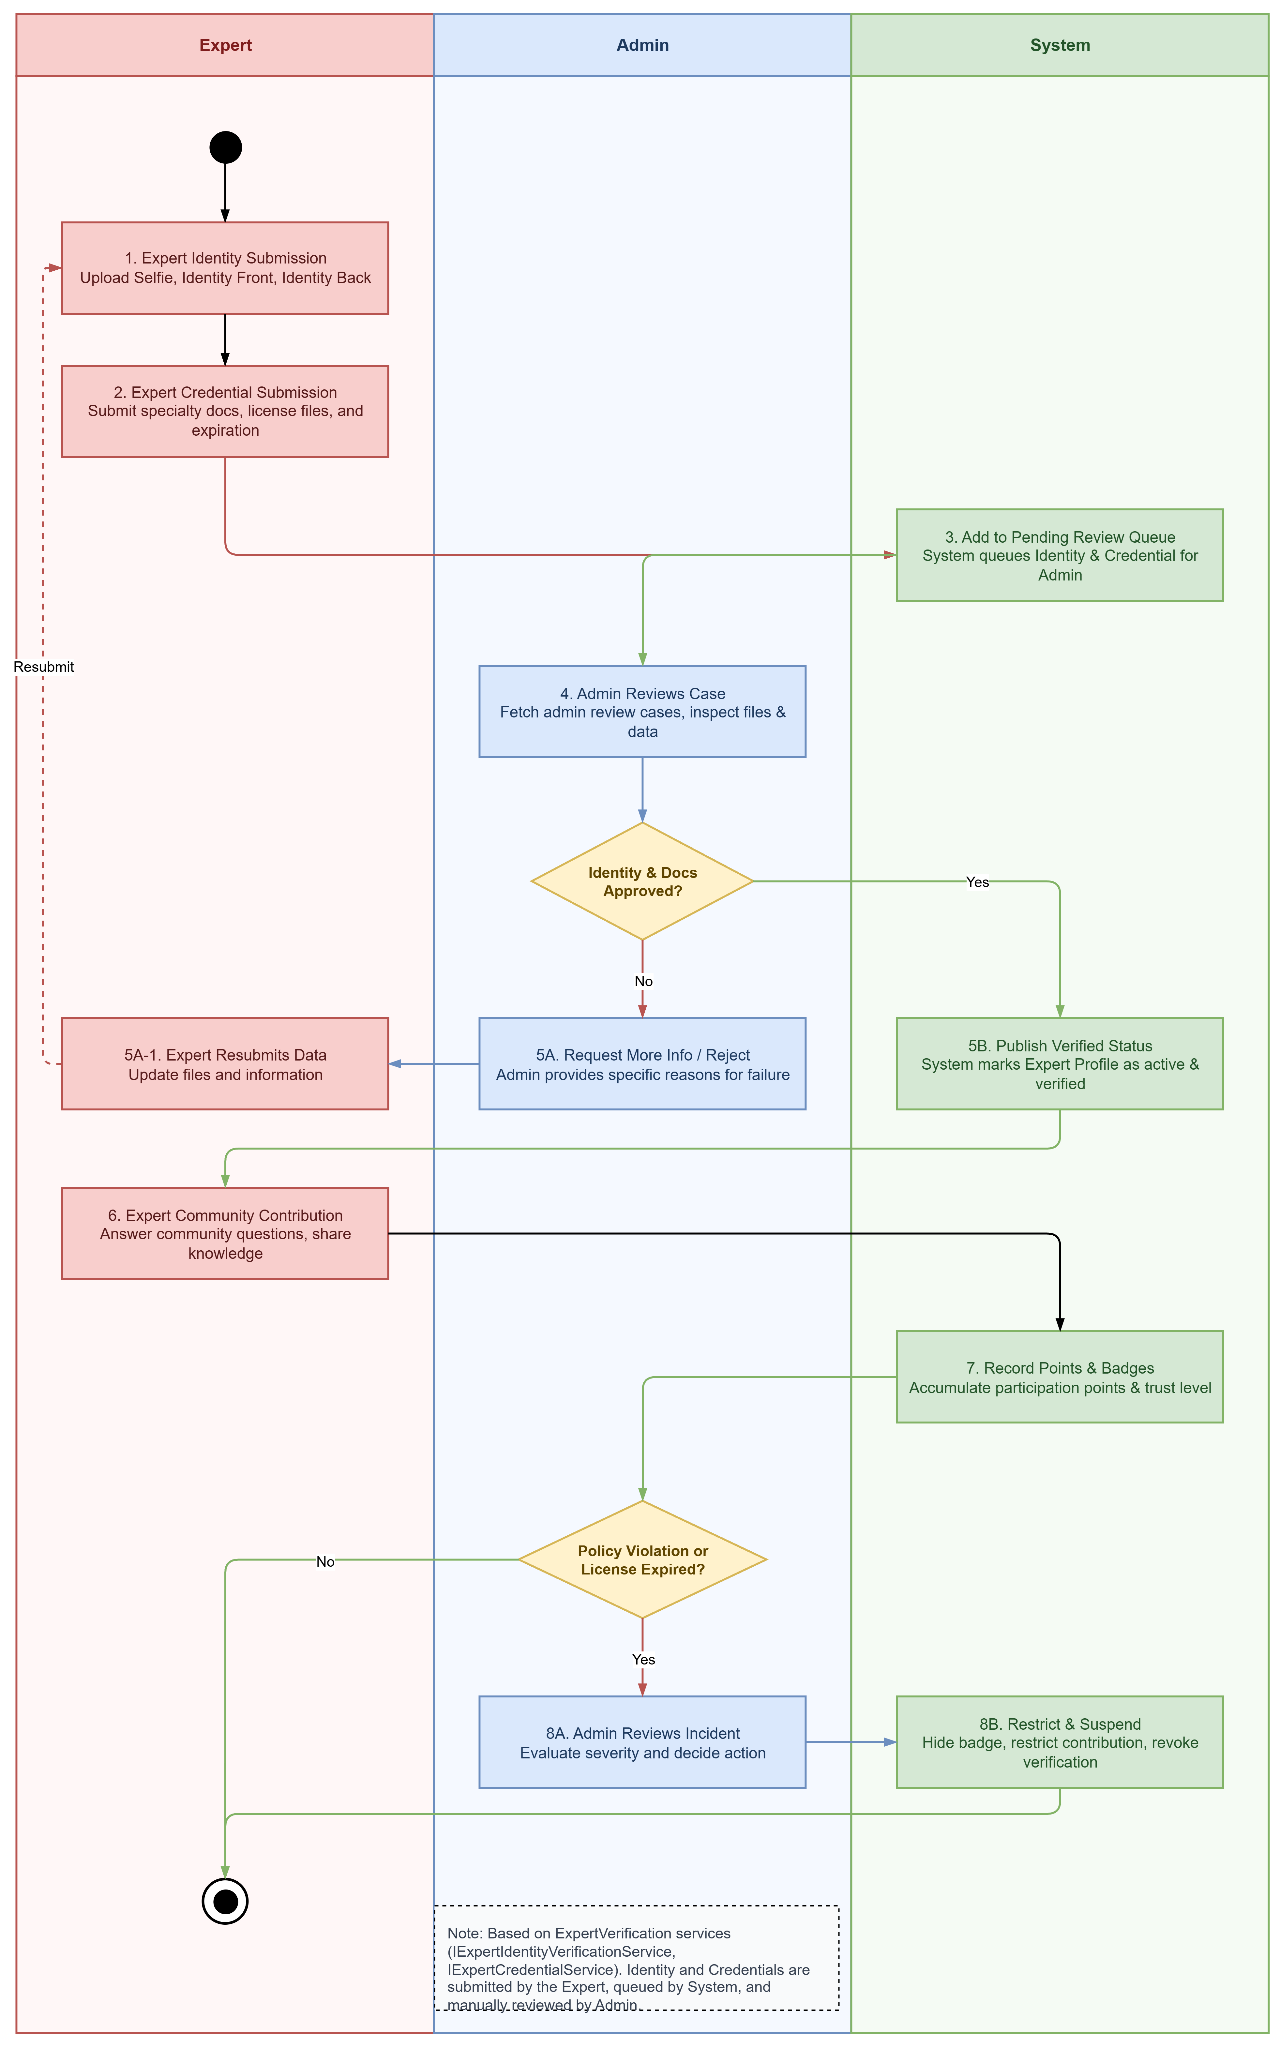 Expert
Admin
System
1. Expert Identity Submission
Upload Selfie, Identity Front, Identity Back
2. Expert Credential Submission
Submit specialty docs, license files, and
expiration
3. Add to Pending Review Queue
System queues Identity & Credential for
Admin
Resubmit
4. Admin Reviews Case
Fetch admin review cases, inspect files &
data
Identity & Docs
Approved?
Yes
No
5A-1. Expert Resubmits Data
Update files and information
5A. Request More Info / Reject
Admin provides specific reasons for failure
5B. Publish Verified Status
System marks Expert Profile as active &
verified
6. Expert Community Contribution
Answer community questions, share
knowledge
7. Record Points & Badges
Accumulate participation points & trust level
Policy Violation or
License Expired?
No
Yes
8A. Admin Reviews Incident
Evaluate severity and decide action
8B. Restrict & Suspend
Hide badge, restrict contribution, revoke
verification
Note: Based on ExpertVerification services
(IExpertIdentityVerificationService,
IExpertCredentialService). Identity and Credentials are
submitted by the Expert, queued by System, and
manually reviewed by Admin.